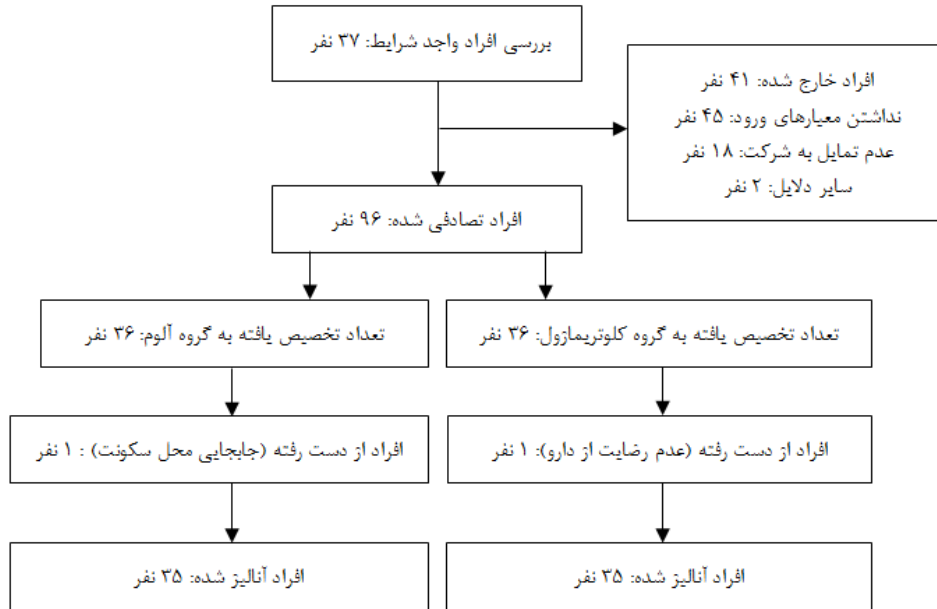 بررسی افراد واجد شرایط: ۳۷ نفر
افراد خارج شده: ۴۱ نفر
نداشتن معیارهای ورود: ۴۵ نفر
عدم تمایل به شرکت: ۱۸ نفر
سایر دلایل: ۲ نفر
افراد تصادفی شده: ۹۶ نفر
تعداد تخصیص یافته به گروه کلوتریمازول: ۳۶ نفر
تعداد تخصیص یافته به گروه آلوم: ۳۶ نفر
افراد از دست رفته (عدم رضایت از دارو): ۱ نفر
افراد از دست رفته (جابجایی محل سکونت) : ۱ نفر
افراد آنالیز شده: ۳۵ نفر
افراد آنالیز شده: ۳۵ نفر